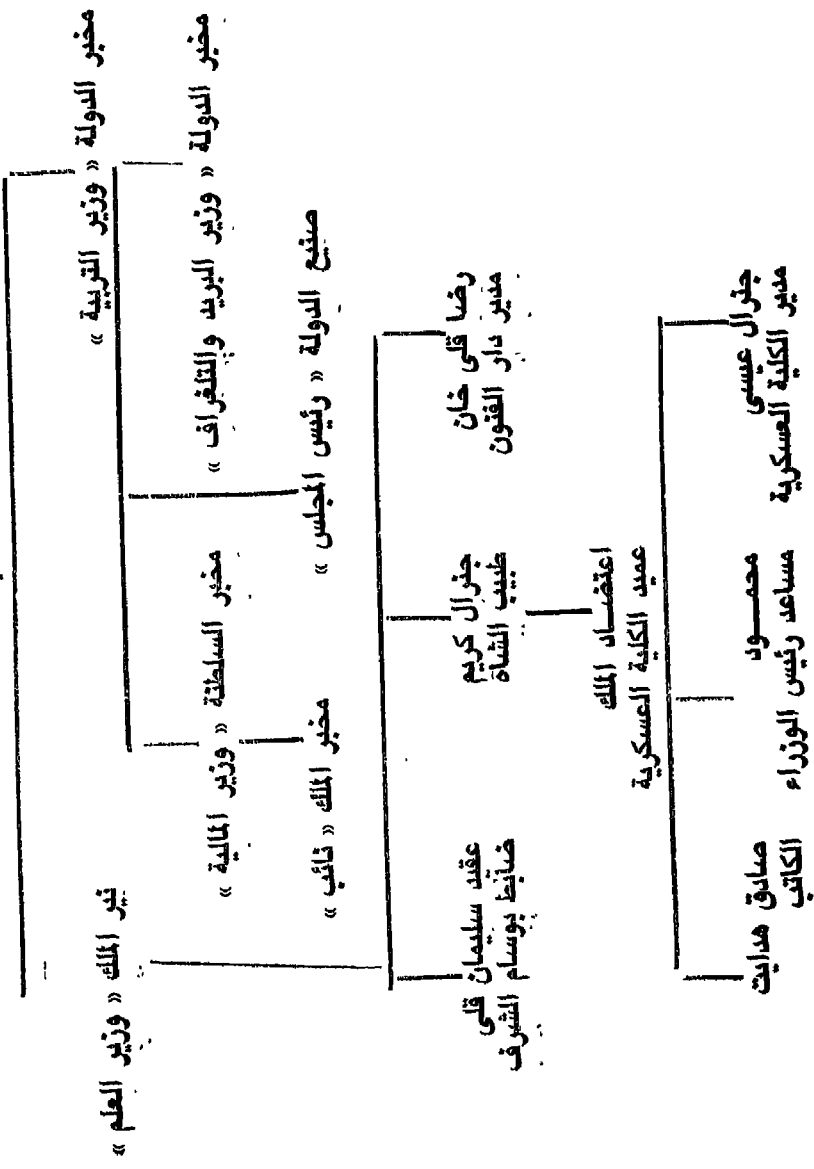 مخبر الدولة « وزير التربية »
نير الملك « وزير العلم »
مخبر الدولة « وزير البريد والتلغراف »
مخبر السلطنة « وزير المالية »
صنيع الدولة « رئيس المجلس »
مخبر الملك « نائب »
رضا قلى خان
مدير دار الفنون
جنرال كريم
طبيب الشاة
عقيد سليمان قلى
ضابط بوسام الشرف
اعتضاد الملك
عميد الكلية العسكرية
جنرال عيسى
مدير الكلية العسكرية
محمود
مساعد رئيس الوزراء
صادق هدايت
الكاتب